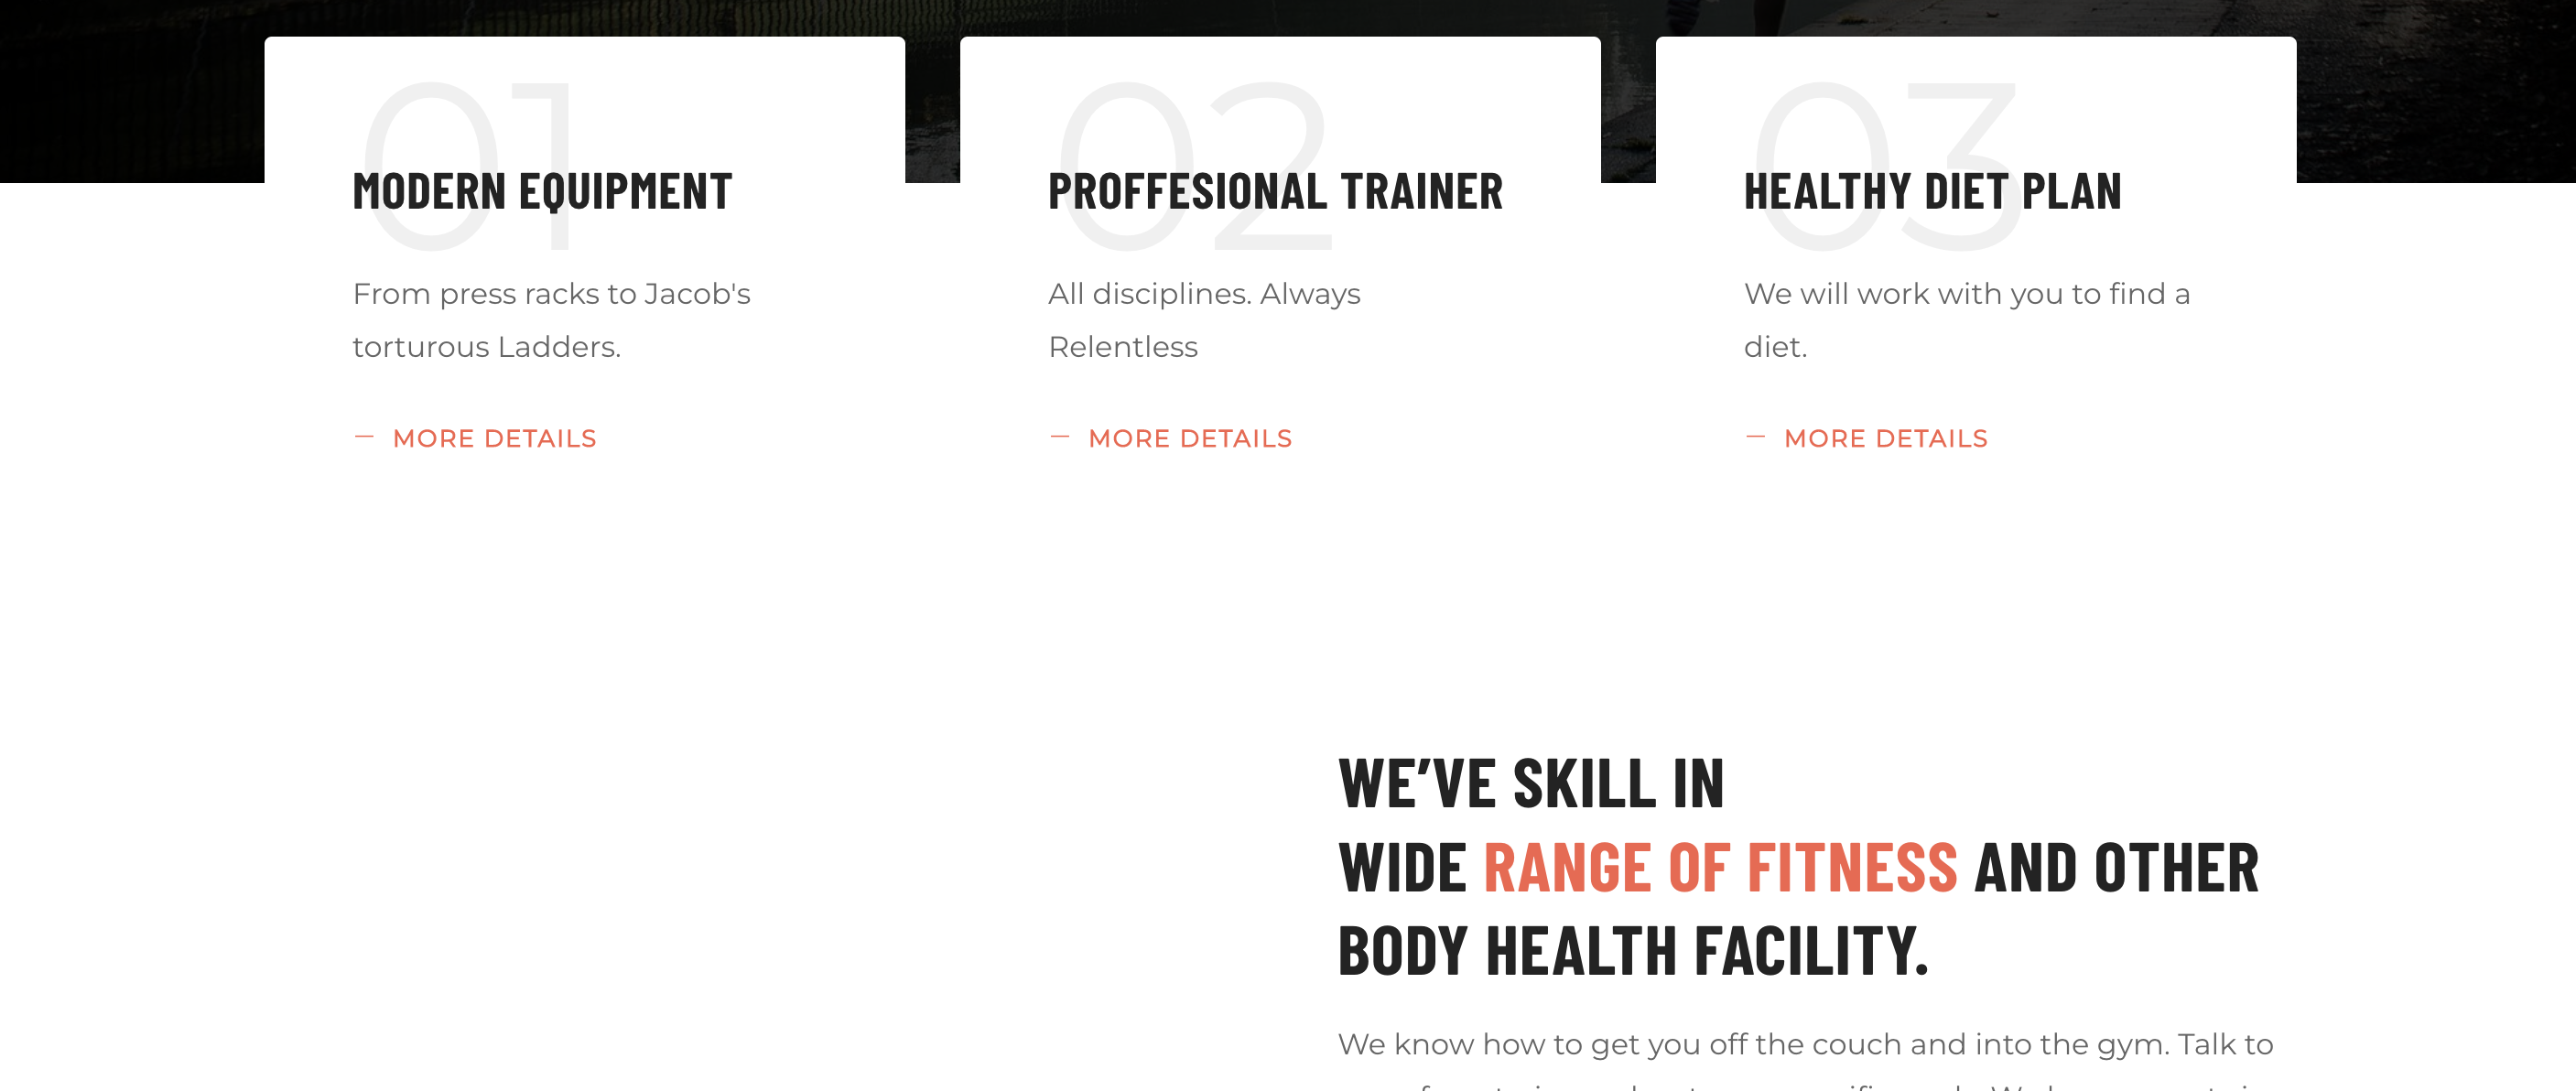 01
MODERN EQUIPMENT
From press racks to Jacob's
torturous Ladders.
— MORE DETAILS
02
PROFFESIONAL TRAINER
All disciplines. Always
Relentless
— MORE DETAILS
03
HEALTHY DIET PLAN
We will work with you to find a
diet.
— MORE DETAILS
WE’VE SKILL IN
WIDE RANGE OF FITNESS AND OTHER
BODY HEALTH FACILITY.
We know how to get you off the couch and into the gym. Talk to